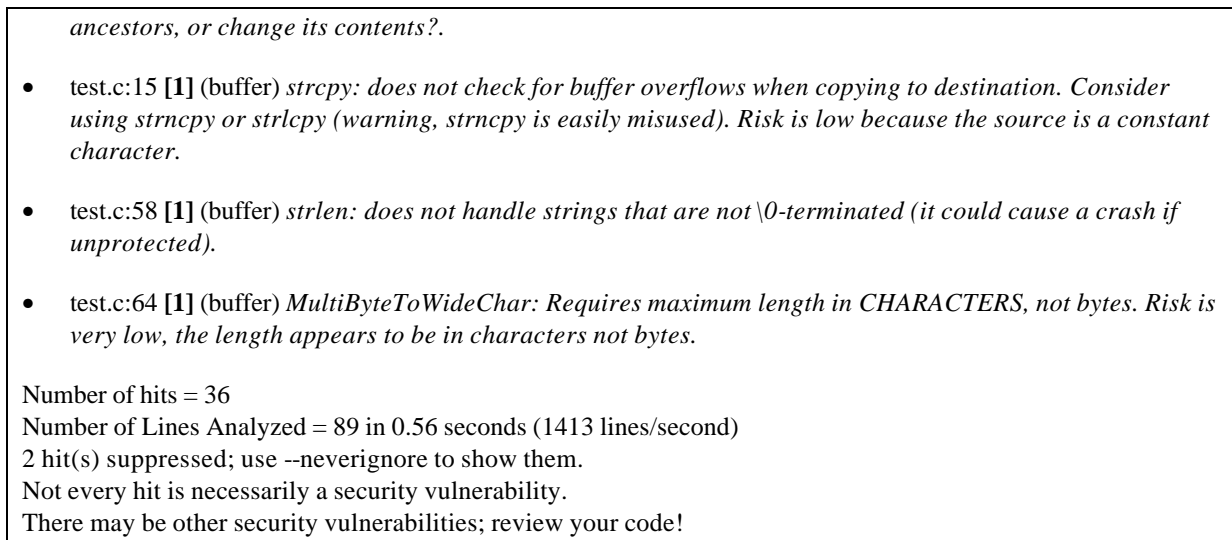 ancestors, or change its contents?.
• test.c:15 [1] (buffer) strcpy: does not check for buffer overflows when copying to destination. Consider
using strncpy or strlcpy (warning, strncpy is easily misused). Risk is low because the source is a constant
character.
• test.c:58 [1] (buffer) strlen: does not handle strings that are not \0-terminated (it could cause a crash if
unprotected).
• test.c:64 [1] (buffer) MultiByteToWideChar: Requires maximum length in CHARACTERS, not bytes. Risk is
very low, the length appears to be in characters not bytes.
Number of hits = 36
Number of Lines Analyzed = 89 in 0.56 seconds (1413 lines/second)
2 hit(s) suppressed; use --neverignore to show them.
Not every hit is necessarily a security vulnerability.
There may be other security vulnerabilities; review your code!